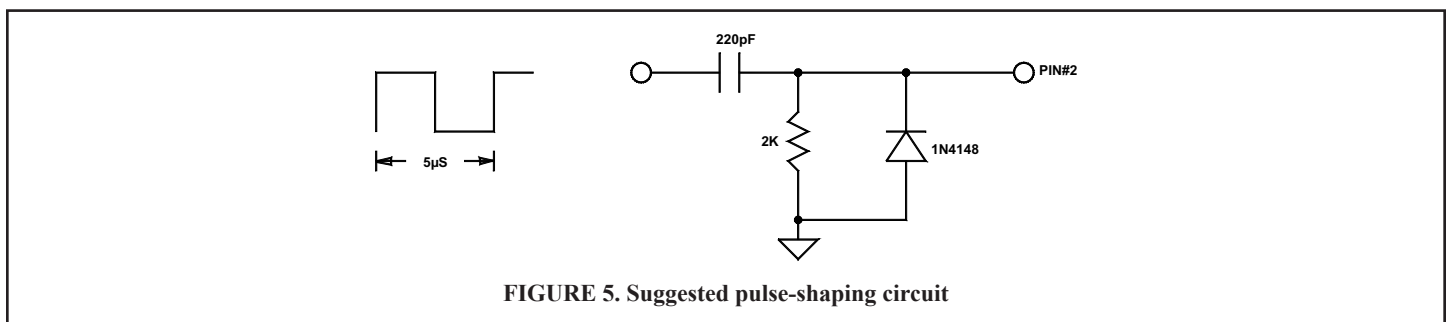 220pF
PIN#2
2K
1N4148
5µS
FIGURE 5. Suggested pulse-shaping circuit